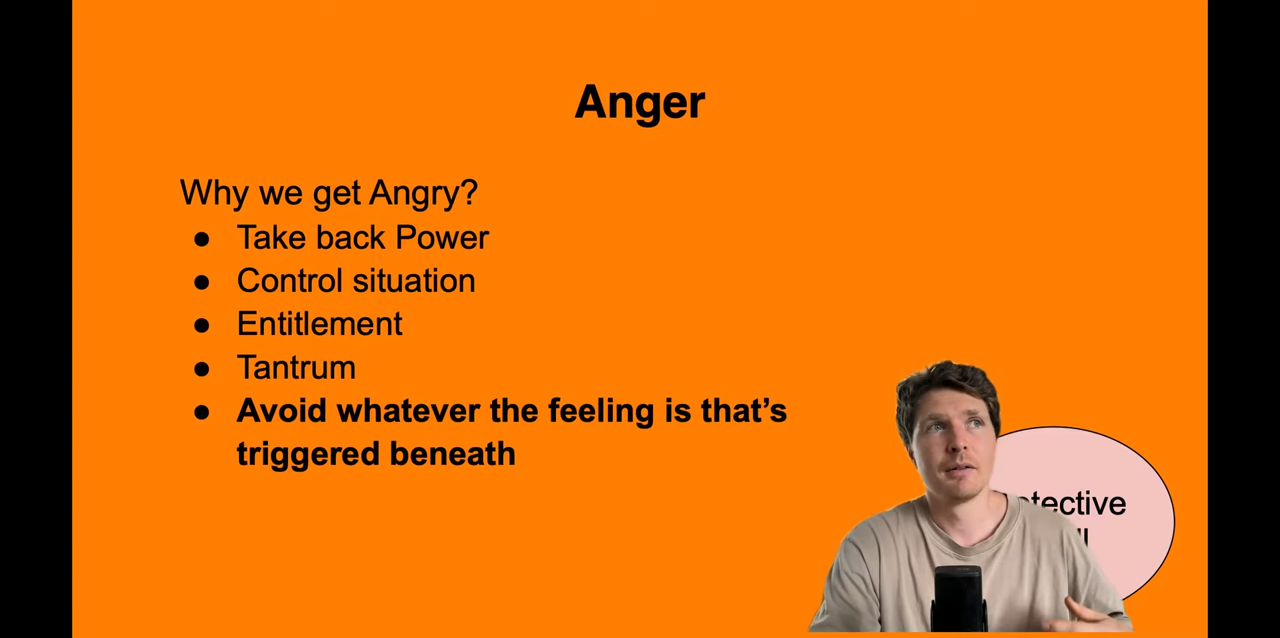 Anger
Why we get Angry?
● Take back Power
● Control situation
● Entitlement
● Tantrum
● Avoid whatever the feeling is that’s
triggered beneath